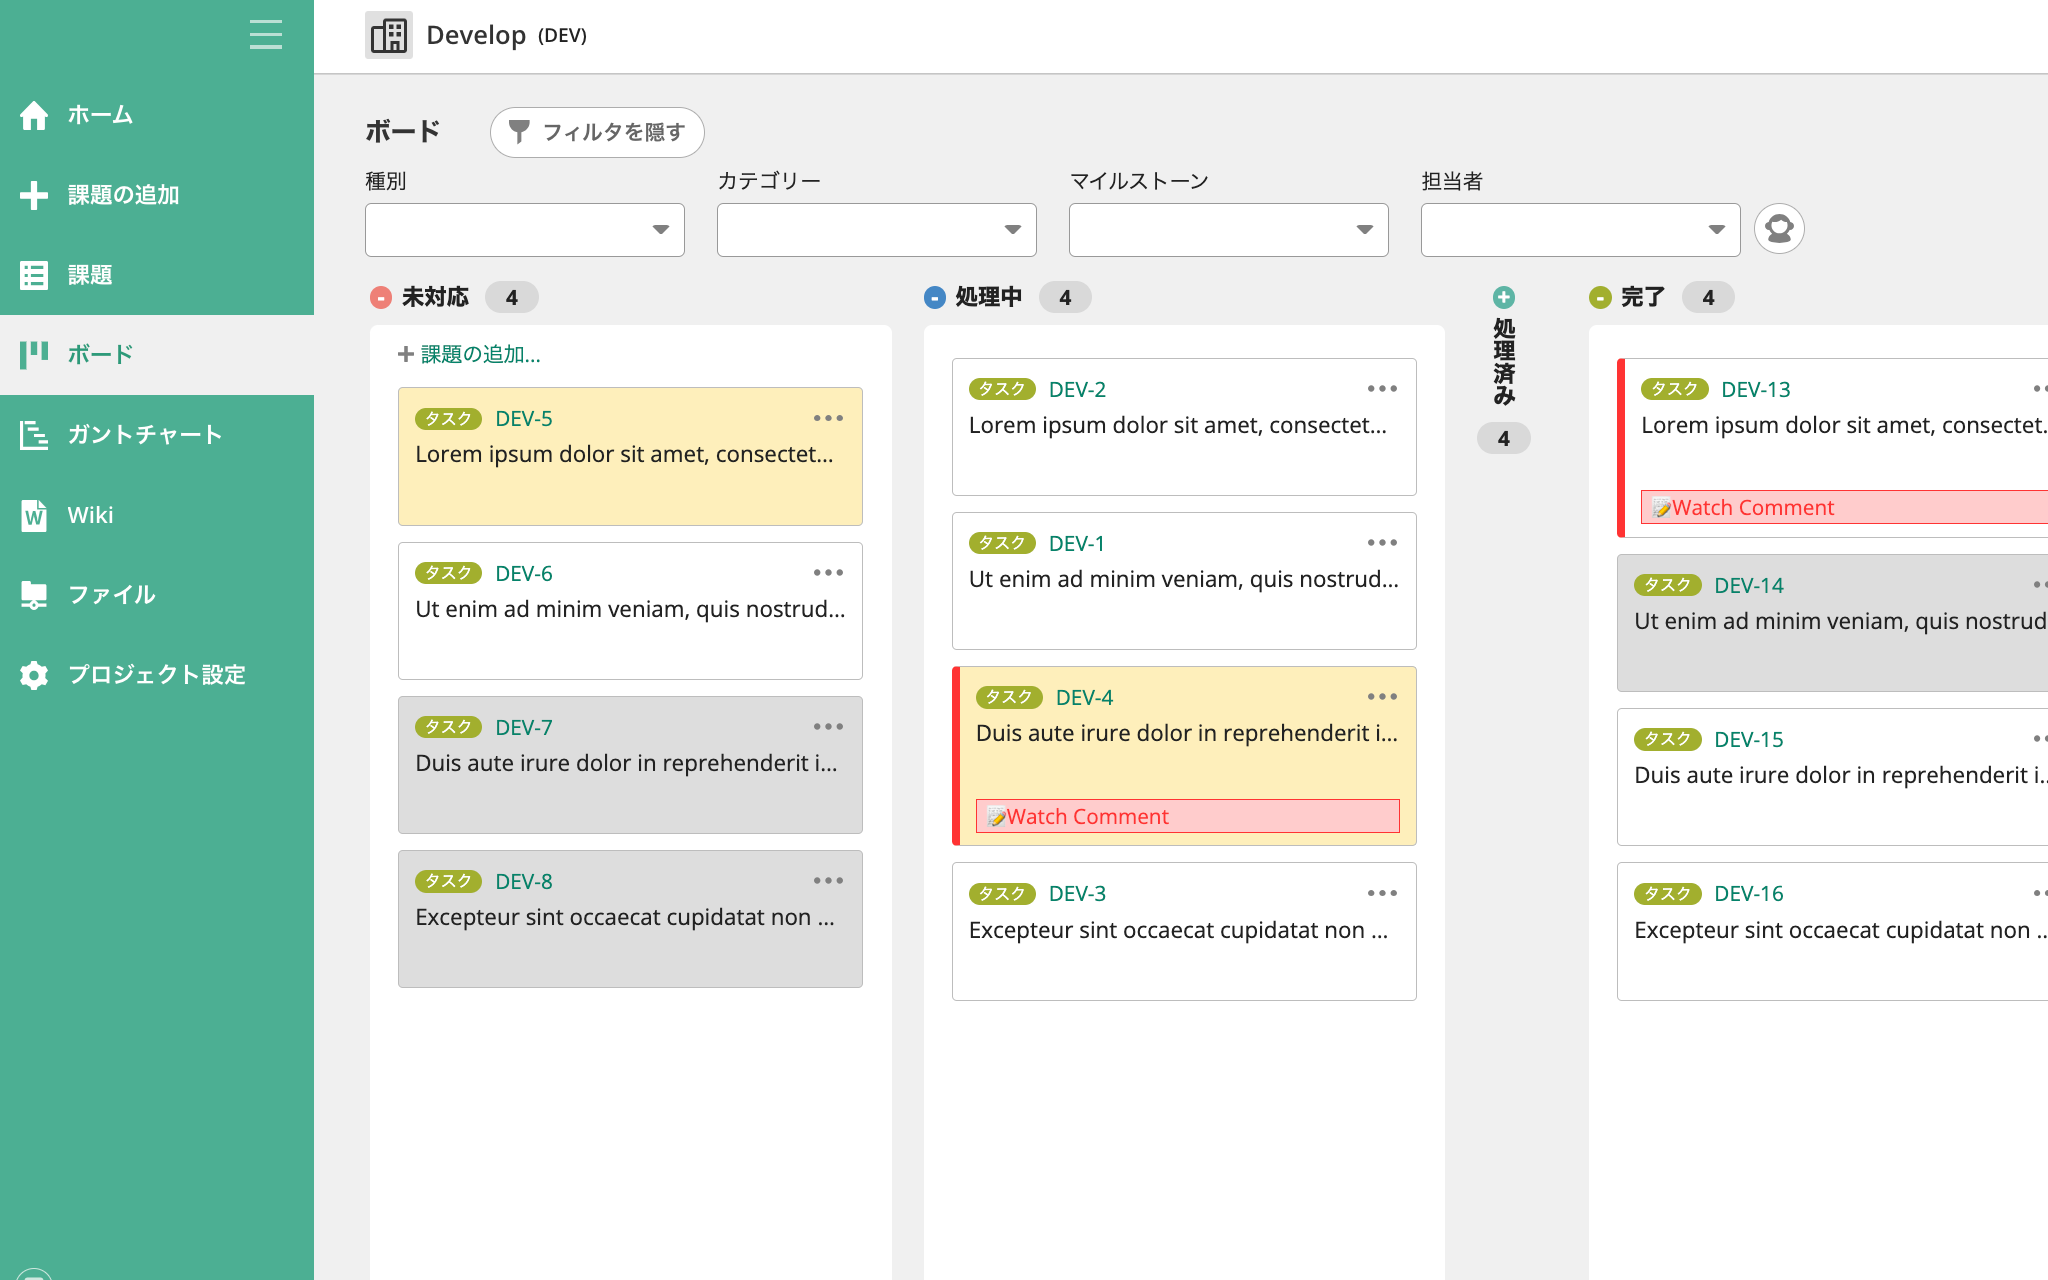 Develop (DEV)
ホーム
課題の追加
課題
ボード
ガントチャート
Wiki
ファイル
プロジェクト設定
ボード
フィルタを隠す
種別
カテゴリー
マイルストーン
担当者
未対応 4
課題の追加...
タスク DEV-5
Lorem ipsum dolor sit amet, consectet...
タスク DEV-6
Ut enim ad minim veniam, quis nostrud...
タスク DEV-7
Duis aute irure dolor in reprehenderit i...
タスク DEV-8
Excepteur sint occaecat cupidatat non ...
処理中 4
タスク DEV-2
Lorem ipsum dolor sit amet, consectet...
タスク DEV-1
Ut enim ad minim veniam, quis nostrud...
タスク DEV-4
Duis aute irure dolor in reprehenderit i...
📝Watch Comment
タスク DEV-3
Excepteur sint occaecat cupidatat non ...
処理済み
4
完了 4
タスク DEV-13
Lorem ipsum dolor sit amet, consectet.
📝Watch Comment
タスク DEV-14
Ut enim ad minim veniam, quis nostrud
タスク DEV-15
Duis aute irure dolor in reprehenderit i..
タスク DEV-16
Excepteur sint occaecat cupidatat non ..